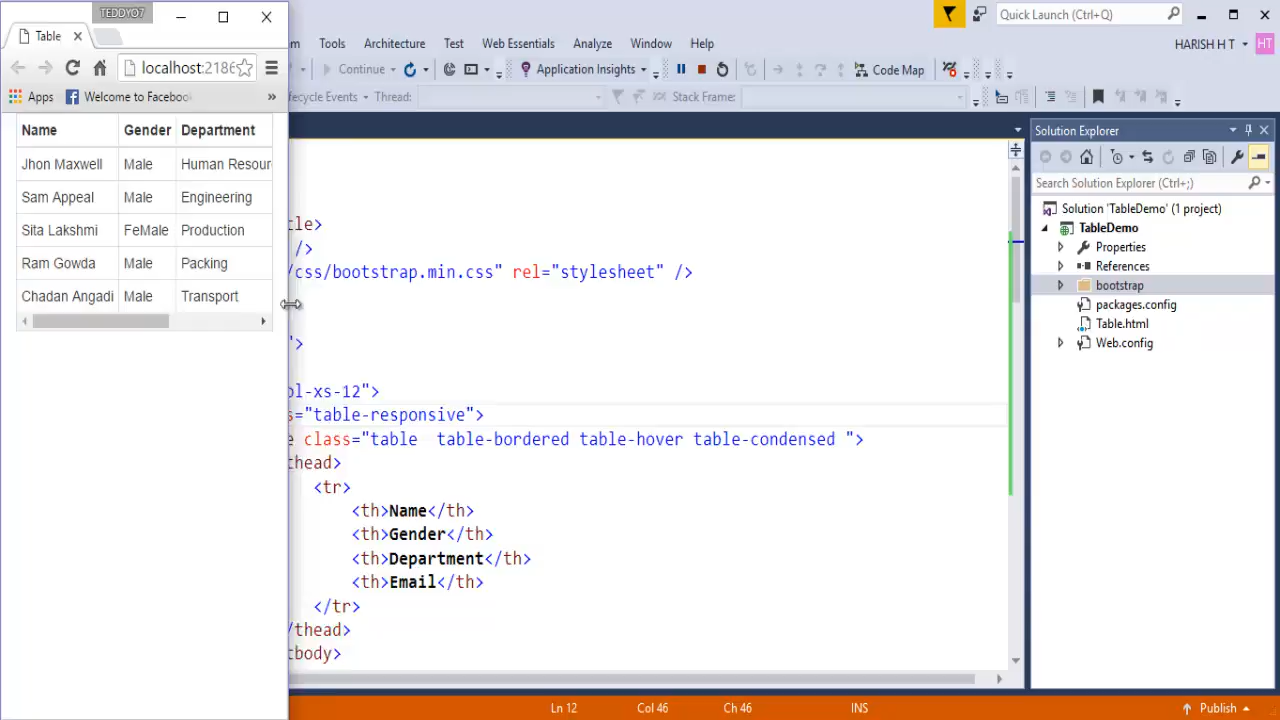 TEDDYO7
Table
localhost:2186
Apps Welcome to Facebo
Name Gender Department
Jhon Maxwell Male Human Resour
Sam Appeal Male Engineering
Sita Lakshmi FeMale Production
Ram Gowda Male Packing
Chadan Angadi Male Transport
Quick Launch (Ctrl+Q)
Tools Architecture Test Web Essentials Analyze Window Help
HARISH H T HT
Continue Application Insights Code Map
fecycle Events Thread: Stack Frame:
tle>
/>
/css/bootstrap.min.css" rel="stylesheet" />
">
ol-xs-12">
s="table-responsive">
e class="table  table-bordered table-hover table-condensed ">
thead>
<tr>
<th>Name</th>
<th>Gender</th>
<th>Department</th>
<th>Email</th>
</tr>
/thead>
tbody>
Solution Explorer
Search Solution Explorer (Ctrl+;)
Solution 'TableDemo' (1 project)
TableDemo
Properties
References
bootstrap
packages.config
Table.html
Web.config
Ln 12 Col 46 Ch 46 INS Publish